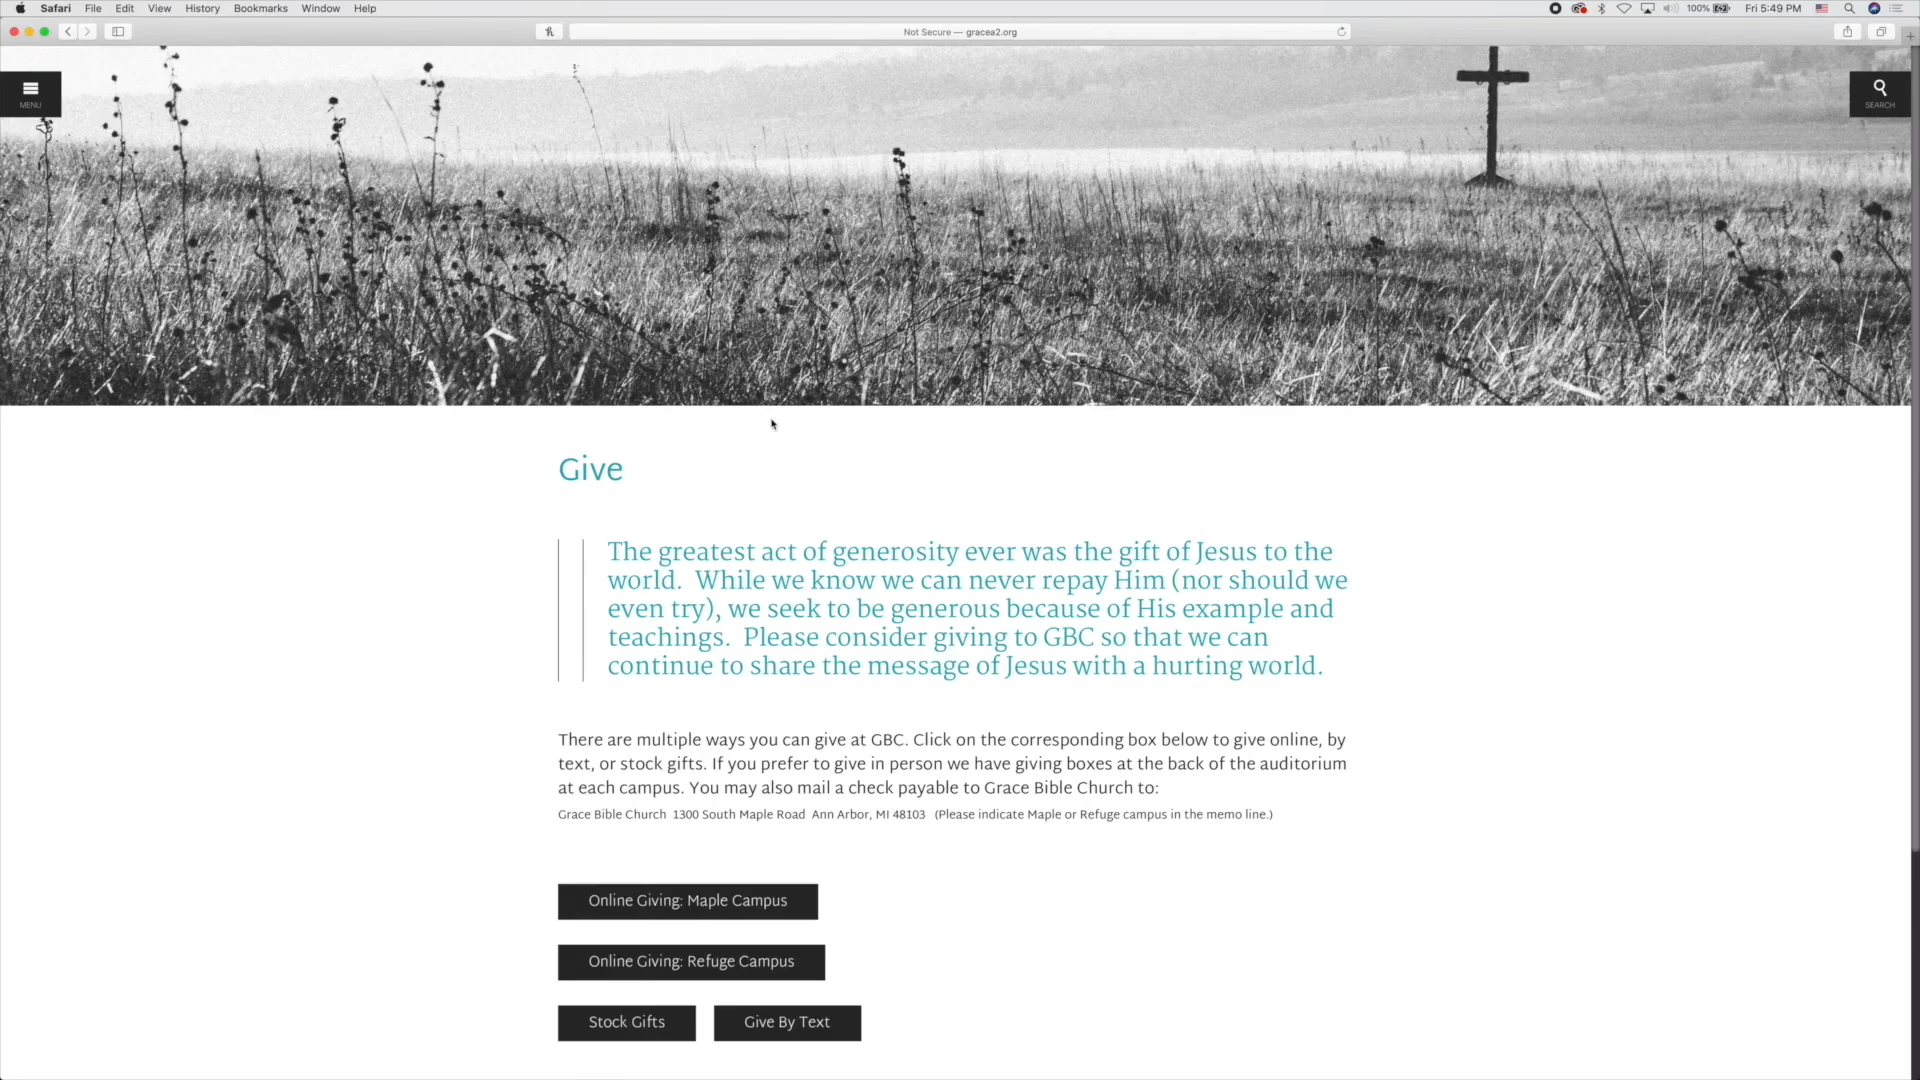 Safari File Edit View History Bookmarks Window Help 100% Fri 5:49 PM
Not Secure — gracea2.org
MENU
SEARCH
Give
The greatest act of generosity ever was the gift of Jesus to the
world. While we know we can never repay Him (nor should we
even try), we seek to be generous because of His example and
teachings. Please consider giving to GBC so that we can
continue to share the message of Jesus with a hurting world.
There are multiple ways you can give at GBC. Click on the corresponding box below to give online, by
text, or stock gifts. If you prefer to give in person we have giving boxes at the back of the auditorium
at each campus. You may also mail a check payable to Grace Bible Church to:
Grace Bible Church 1300 South Maple Road Ann Arbor, MI 48103 (Please indicate Maple or Refuge campus in the memo line.)
Online Giving: Maple Campus
Online Giving: Refuge Campus
Stock Gifts Give By Text